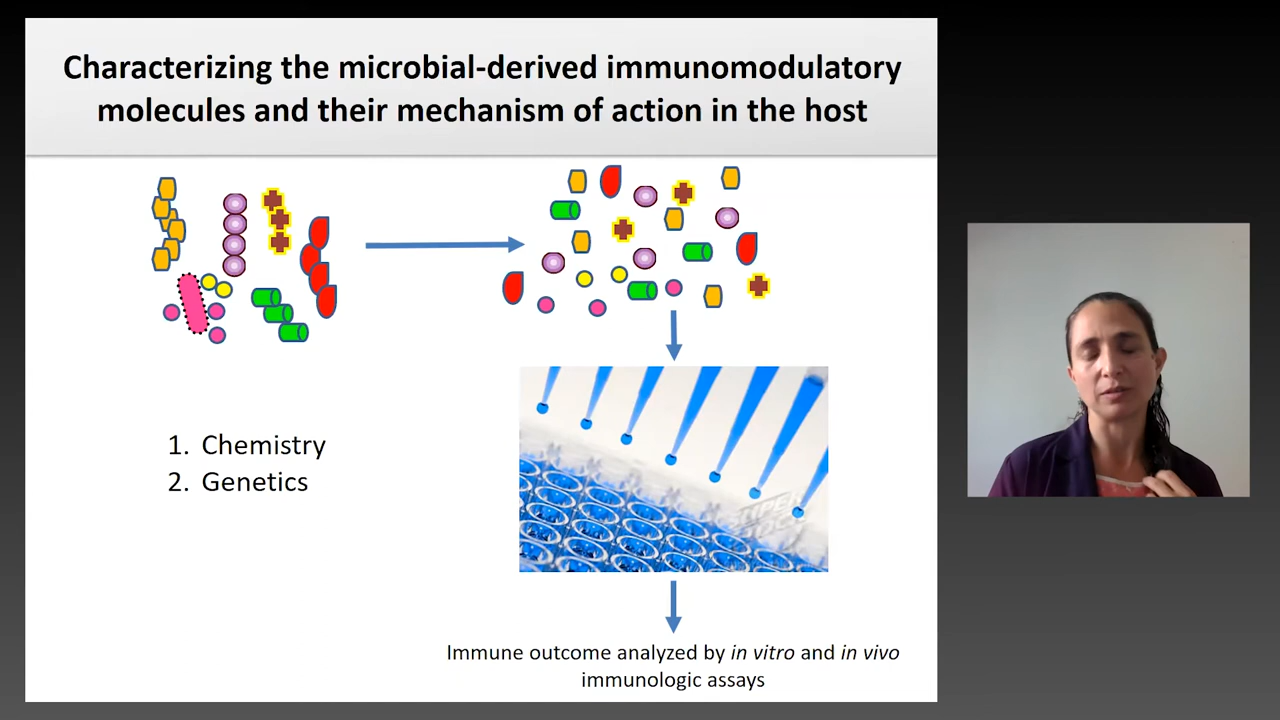 Characterizing the microbial-derived immunomodulatory
molecules and their mechanism of action in the host
1. Chemistry
2. Genetics
Immune outcome analyzed by in vitro and in vivo
immunologic assays